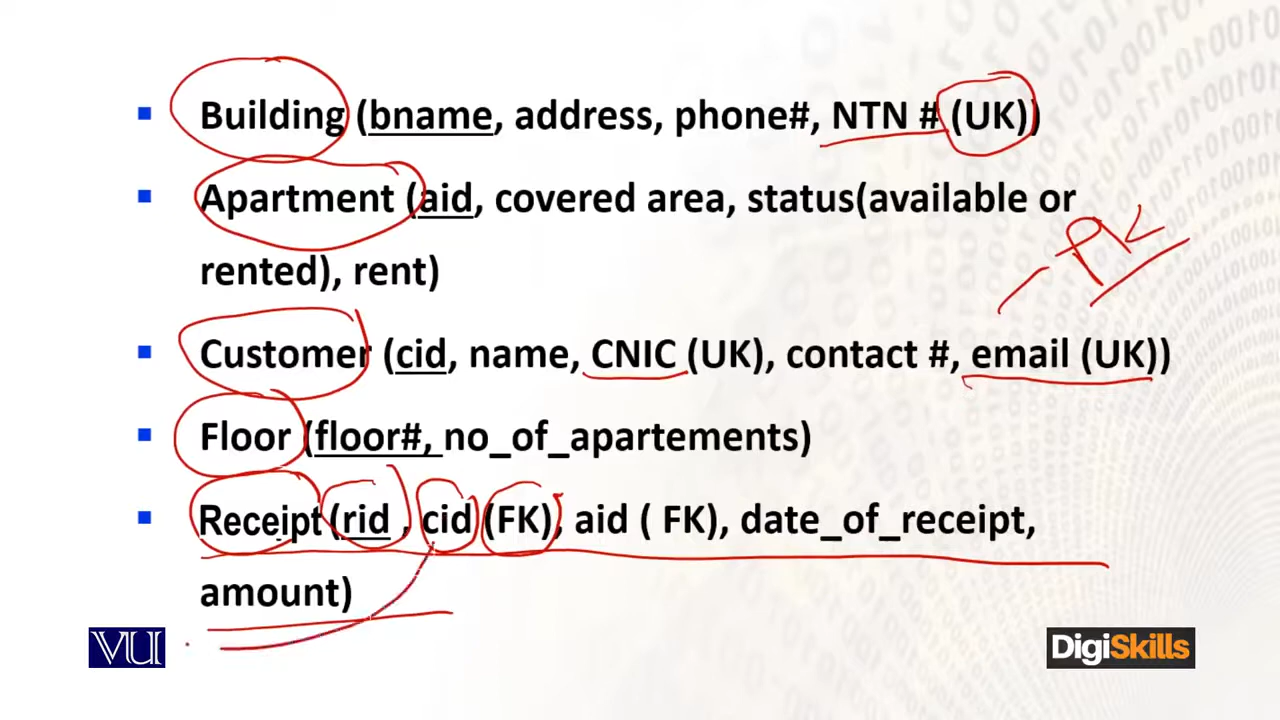 Building (bname, address, phone#, NTN # (UK))
Apartment (aid, covered area, status(available or
rented), rent)
PK
Customer (cid, name, CNIC (UK), contact #, email (UK))
Floor (floor#, no_of_apartements)
Receipt (rid , cid (FK), aid ( FK), date_of_receipt,
amount)
VU
DigiSkills